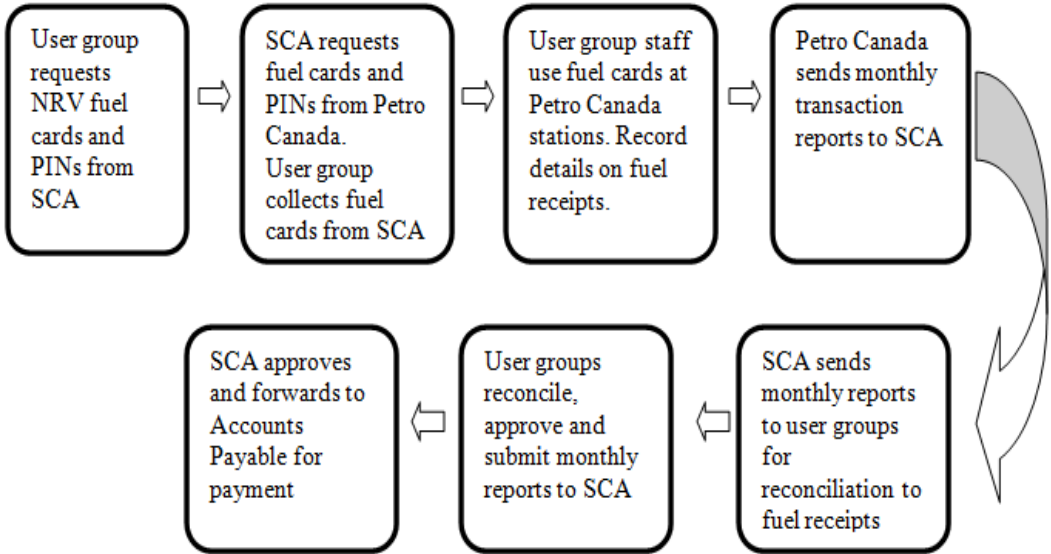 User group
requests
NRV fuel
cards and
PINs from
SCA
SCA requests
fuel cards and
PINs from Petro
Canada.
User group
collects fuel
cards from SCA
User group staff
use fuel cards at
Petro Canada
stations. Record
details on fuel
receipts.
Petro Canada
sends monthly
transaction
reports to SCA
SCA sends
monthly reports
to user groups
for
reconciliation to
fuel receipts
User groups
reconcile,
approve and
submit monthly
reports to SCA
SCA approves
and forwards to
Accounts
Payable for
payment